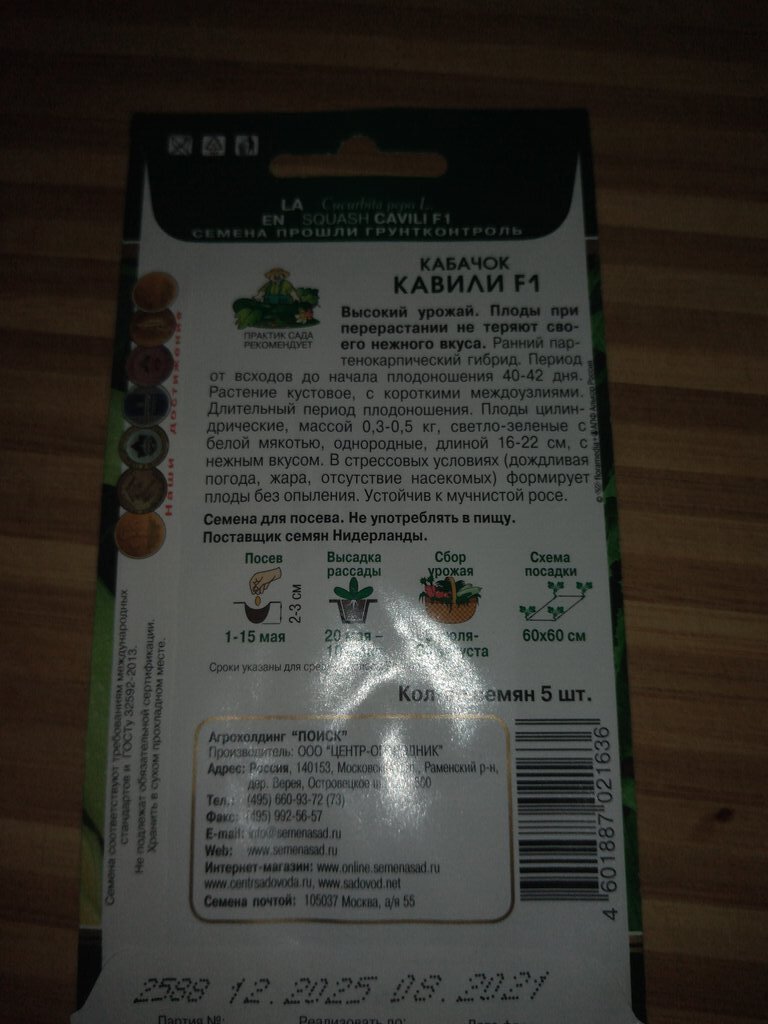 LA Cucurbita pepo L.
EN SQUASH CAVILI F1
СЕМЕНА ПРОШЛИ ГРУНТКОНТРОЛЬ
КАБАЧОК
КАВИЛИ F1
ПРАКТИК САДА
РЕКОМЕНДУЕТ
Высокий урожай. Плоды при
перерастании не теряют сво-
его нежного вкуса. Ранний пар-
тенокарпический гибрид. Период
от всходов до начала плодоношения 40-42 дня.
Растение кустовое, с короткими междоузлиями.
Длительный период плодоношения. Плоды цилин-
дрические, массой 0,3-0,5 кг, светло-зеленые с
белой мякотью, однородные, длиной 16-22 см, с
нежным вкусом. В стрессовых условиях (дождливая
погода, жара, отсутствие насекомых) формирует
плоды без опыления. Устойчив к мучнистой росе.
Семена для посева. Не употреблять в пищу.
Поставщик семян Нидерланды.
Посев
2-3 см
1-15 мая
Высадка
рассады
20 мая –
Сбор
урожая
Схема
посадки
60х60 см
Сроки указаны для
семян 5 шт.
Агрохолдинг "ПОИСК"
Производитель: ООО "ЦЕНТР-ОГОРОДНИК"
Адрес: Россия, 140153, Московская обл., Раменский р-н,
дер. Верея, Островецкое
Тел.: (495) 660-93-72 (73)
Факс: (495) 992-56-57
E-mail: info@semenasad.ru
Web: www.semenasad.ru
Интернет-магазин: www.online.semenasad.ru
www.centrsadovoda.ru, www.sadovod.net
Семена почтой: 105037 Москва, а/я 55
4 601887 021636
Наши достижение
Семена соответствуют требованиям международных
стандартов и ГОСТу 32592-2013.
Не подлежат обязательной сертификации.
Хранить в сухом прохладном месте.
2588 12.2025 08.2021
Партия №:
Реализовать до: